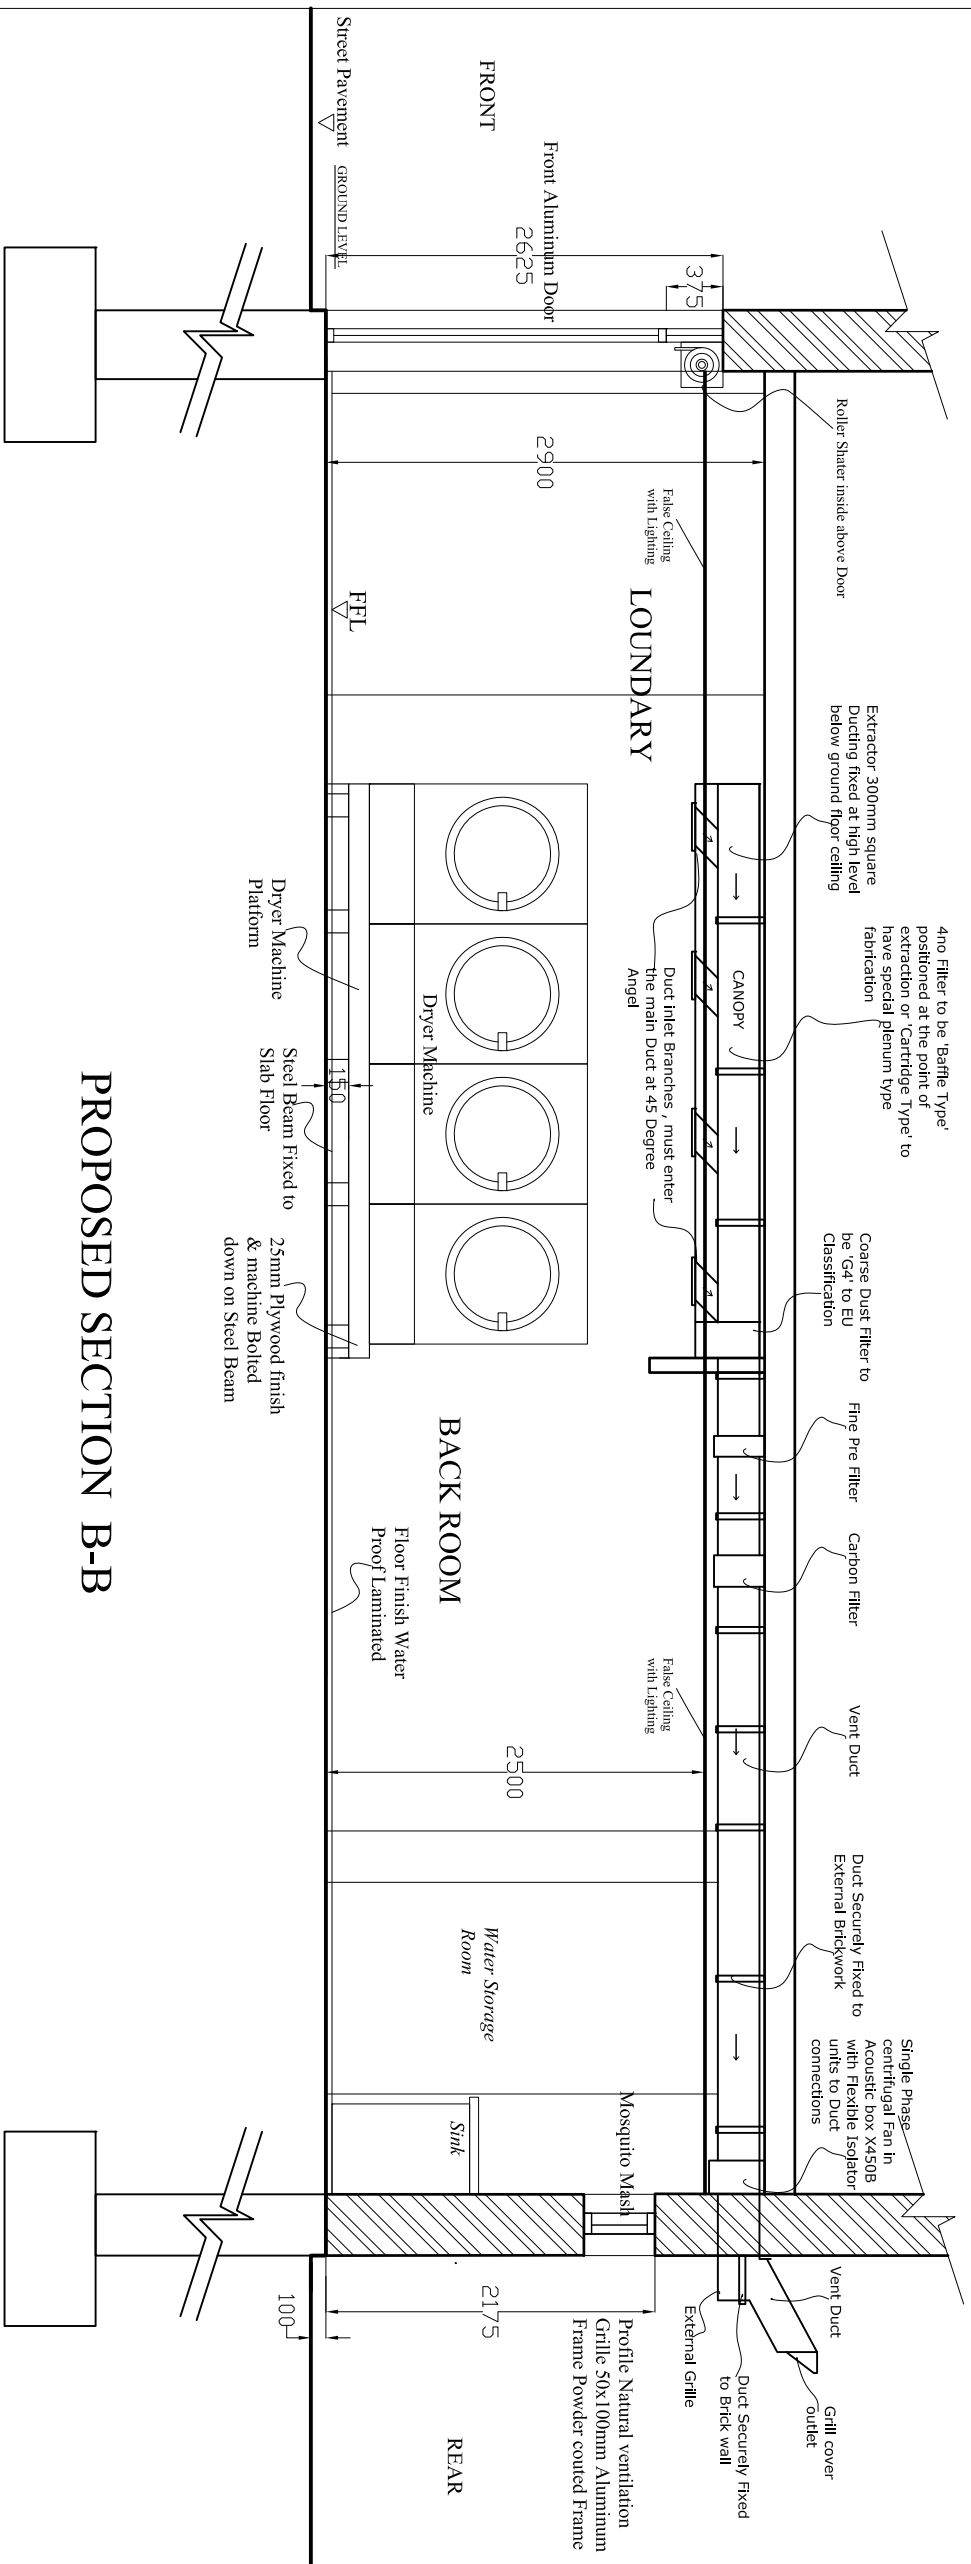 Single Phase
centrifugal Fan in
Acoustic box X450B
with Flexible Isolator
units to Duct
connections
4no Filter to be 'Baffle Type'
positioned at the point of
extraction or 'Cartridge Type' to
have special plenum type
fabrication
Extractor 300mm square
Ducting fixed at high level
below ground floor ceiling
Roller Shater inside above Door
Coarse Dust Filter to
be 'G4' to EU
Classification
Fine Pre Filter
Carbon Filter
Vent Duct
Duct Securely Fixed to
External Brickwork
Vent Duct
Grill cover
outlet
Duct Securely Fixed
to Brick wall
External Grille
CANOPY
375
False Ceiling
with Lighting
Duct inlet Branches , must enter
the main Duct at 45 Degree
Angel
False Ceiling
with Lighting
LOUNDARY
Mosquito Mash
Profile Natural ventilation
Grille 50x100mm Aluminum
Frame Powder couted Frame
Front Aluminum Door
2625
2900
FRONT
2500
2175
Water Storage
Room
Sink
REAR
BACK ROOM
Dryer Machine
Floor Finish Water
Proof Laminated
Street Pavement
GROUND LEVEL
FFL
150
100
Dryer Machine
Platform
Steel Beam Fixed to
Slab Floor
25mm Plywood finish
& machine Bolted
down on Steel Beam
PROPOSED SECTION B-B